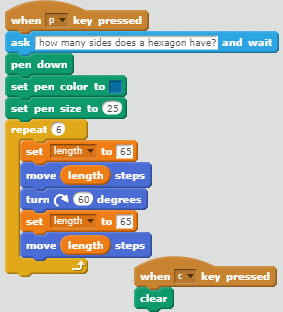 when p key pressed
ask how many sides does a hexagon have? and wait
pen down
set pen color to
set pen size to 25
repeat 6
set length to 65
move length steps
turn 60 degrees
set length to 65
move length steps
when c key pressed
clear